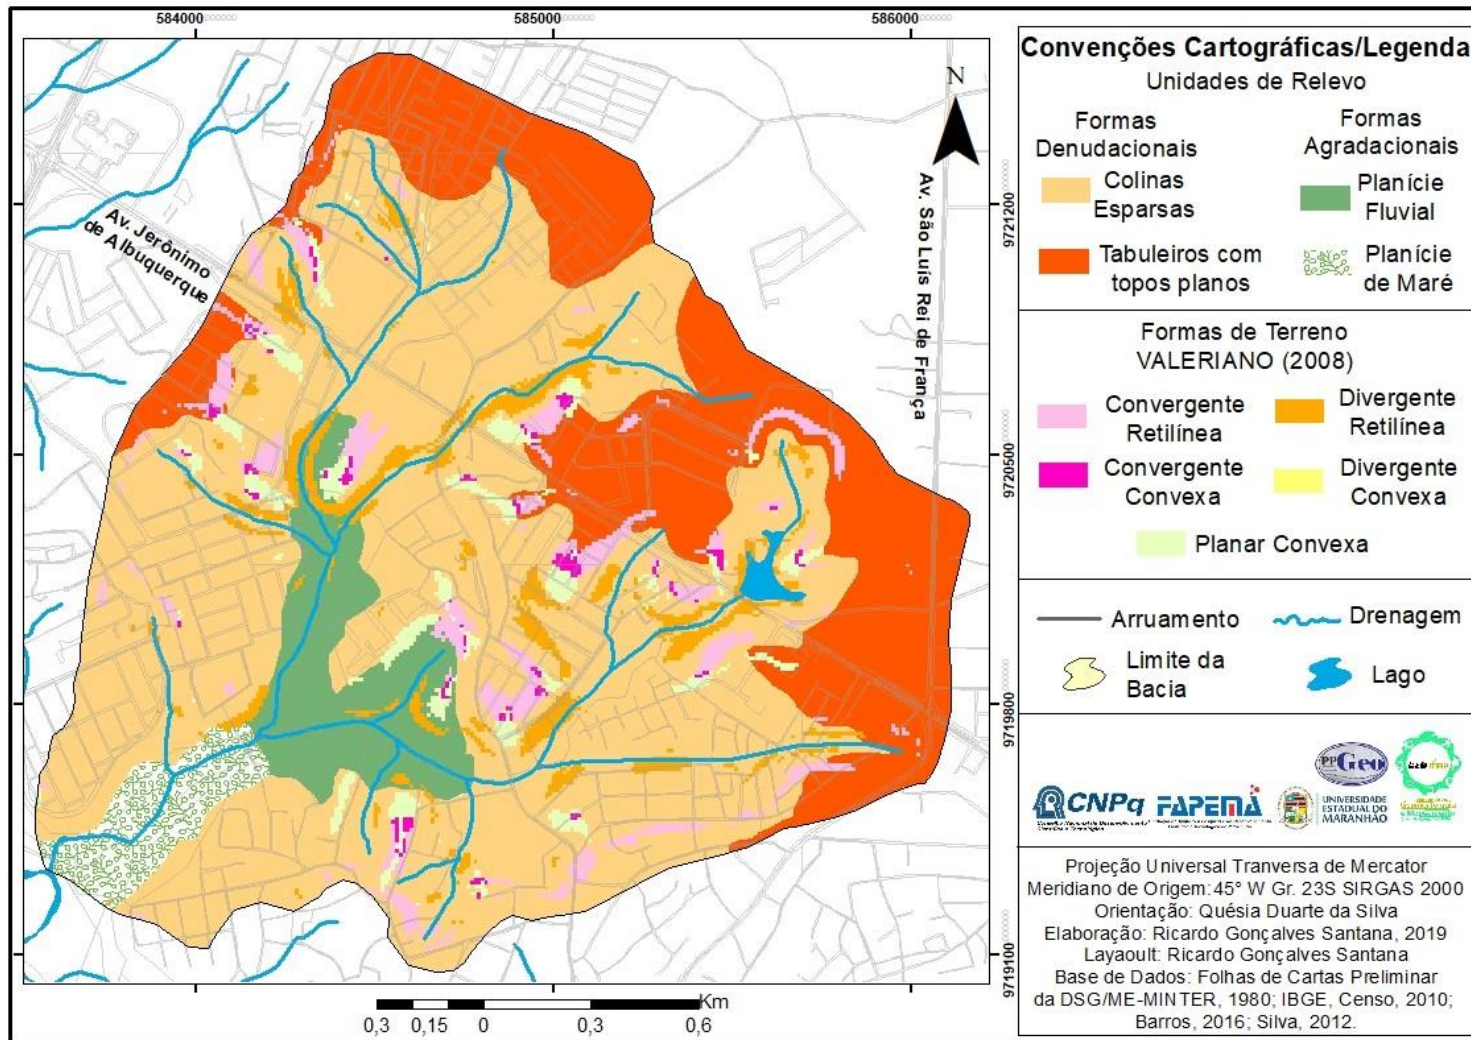 584000
585000
586000
9721200
9720500
9719800
9719100
N
Av. Jerônimo
de Albuquerque
Av. São Luís Rei de França
Km
0,3 0,15 0 0,3 0,6
Convenções Cartográficas/Legenda
Unidades de Relevo
Formas
Denudacionais
Formas
Agradacionais
Colinas
Esparsas
Planície
Fluvial
Tabuleiros com
topos planos
Planície
de Maré
Formas de Terreno
VALERIANO (2008)
Convergente
Retilínea
Divergente
Retilínea
Convergente
Convexa
Divergente
Convexa
Planar Convexa
Arruamento
Drenagem
Limite da
Bacia
Lago
PPGeo
CNPq
FAPEMA
UNIVERSIDADE
ESTADUAL DO
MARANHÃO
Projeção Universal Tranversa de Mercator
Meridiano de Origem: 45° W Gr. 23S SIRGAS 2000
Orientação: Quésia Duarte da Silva
Elaboração: Ricardo Gonçalves Santana, 2019
Layaoult: Ricardo Gonçalves Santana
Base de Dados: Folhas de Cartas Preliminar
da DSG/ME-MINTER, 1980; IBGE, Censo, 2010;
Barros, 2016; Silva, 2012.